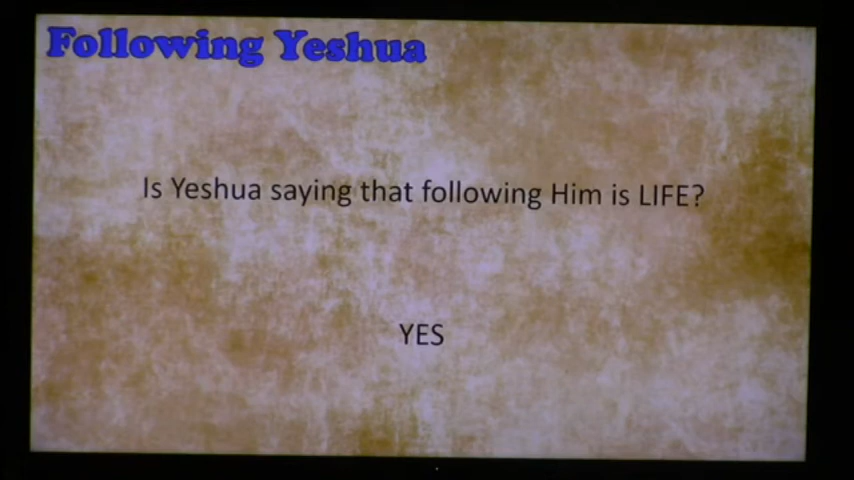 Following Yeshua
Is Yeshua saying that following Him is LIFE?
YES